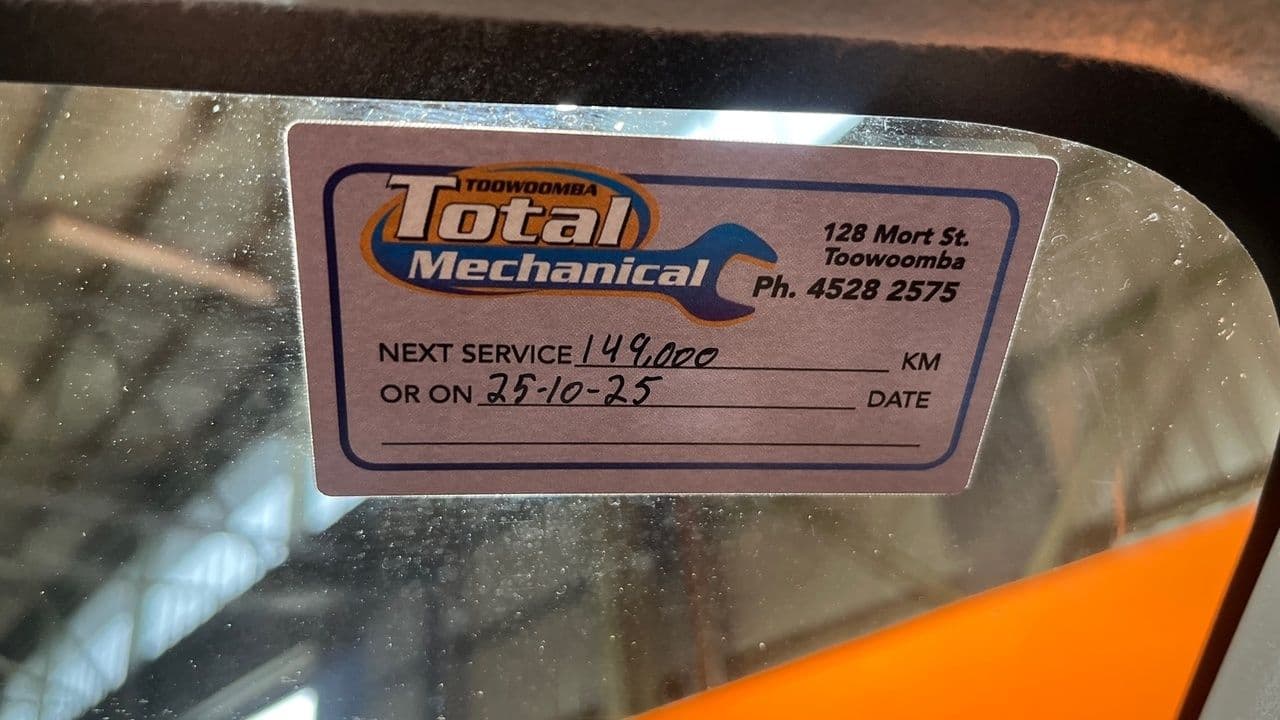 TOOWOOMBA
Total
Mechanical
128 Mort St.
Toowoomba
Ph. 4528 2575
NEXT SERVICE 149,000 KM
OR ON 25-10-25 DATE